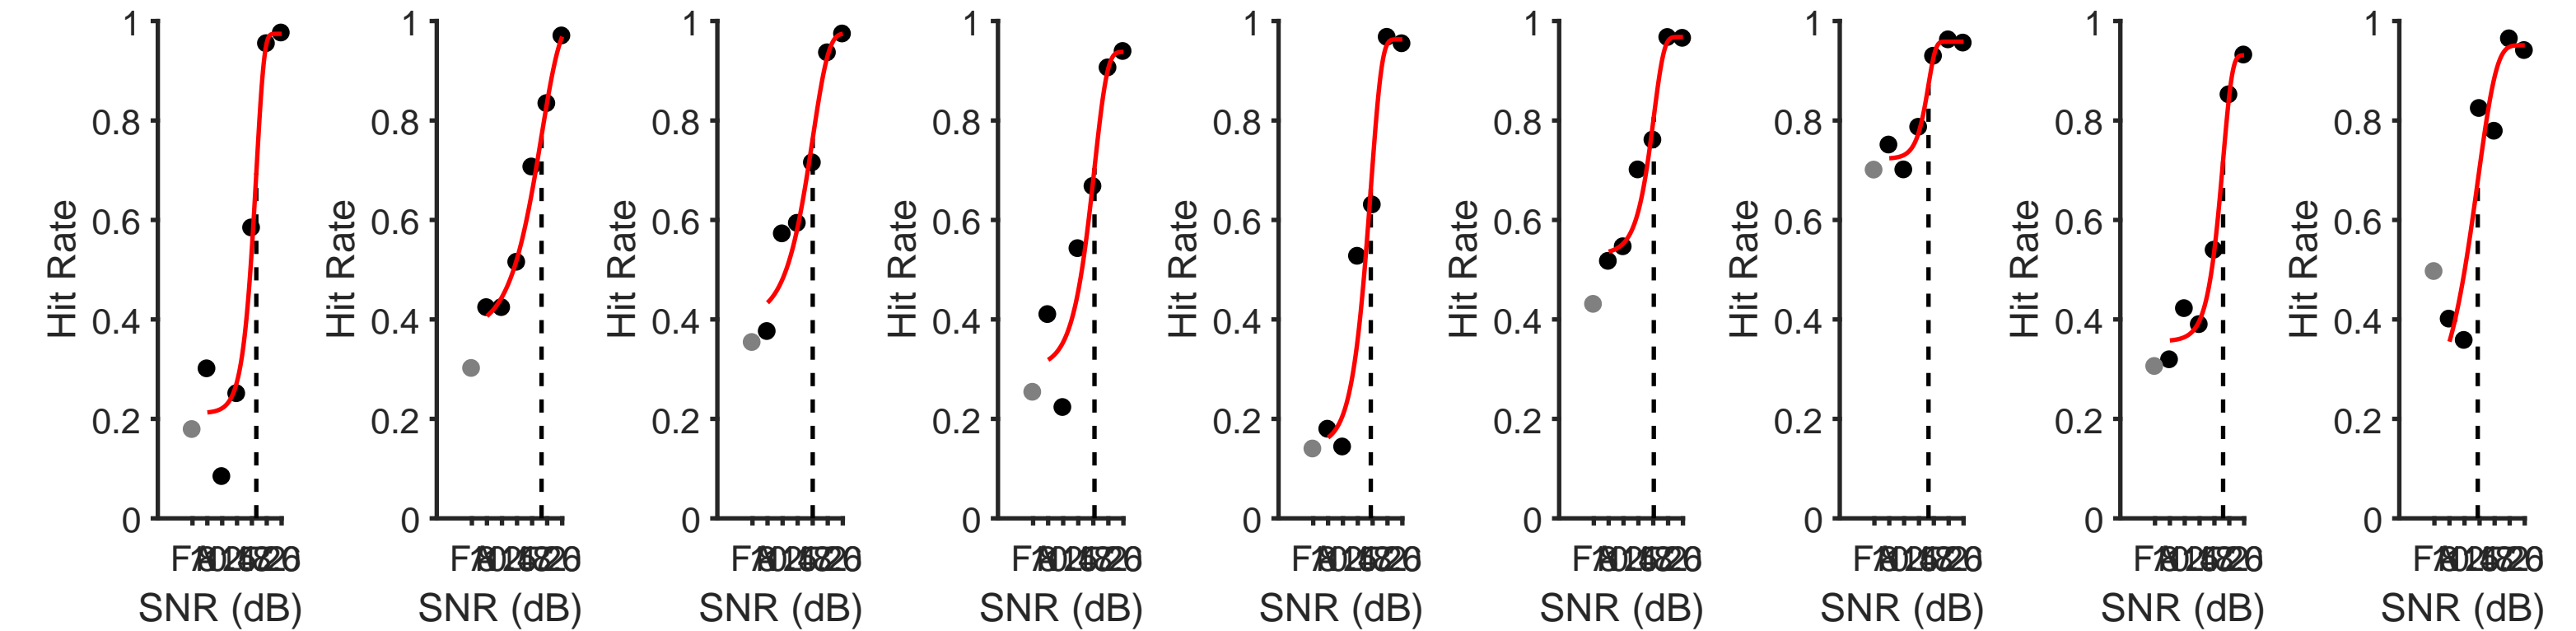 1 1 1 1 1 1 1 1 1
0.8 0.8 0.8 0.8 0.8 0.8 0.8 0.8 0.8
0.6 0.6 0.6 0.6 0.6 0.6 0.6 0.6 0.6
Hit Rate Hit Rate Hit Rate Hit Rate Hit Rate Hit Rate Hit Rate Hit Rate Hit Rate
0.4 0.4 0.4 0.4 0.4 0.4 0.4 0.4 0.4
0.2 0.2 0.2 0.2 0.2 0.2 0.2 0.2 0.2
0 0 0 0 0 0 0 0 0
SNR (dB) SNR (dB) SNR (dB) SNR (dB) SNR (dB) SNR (dB) SNR (dB) SNR (dB) SNR (dB)